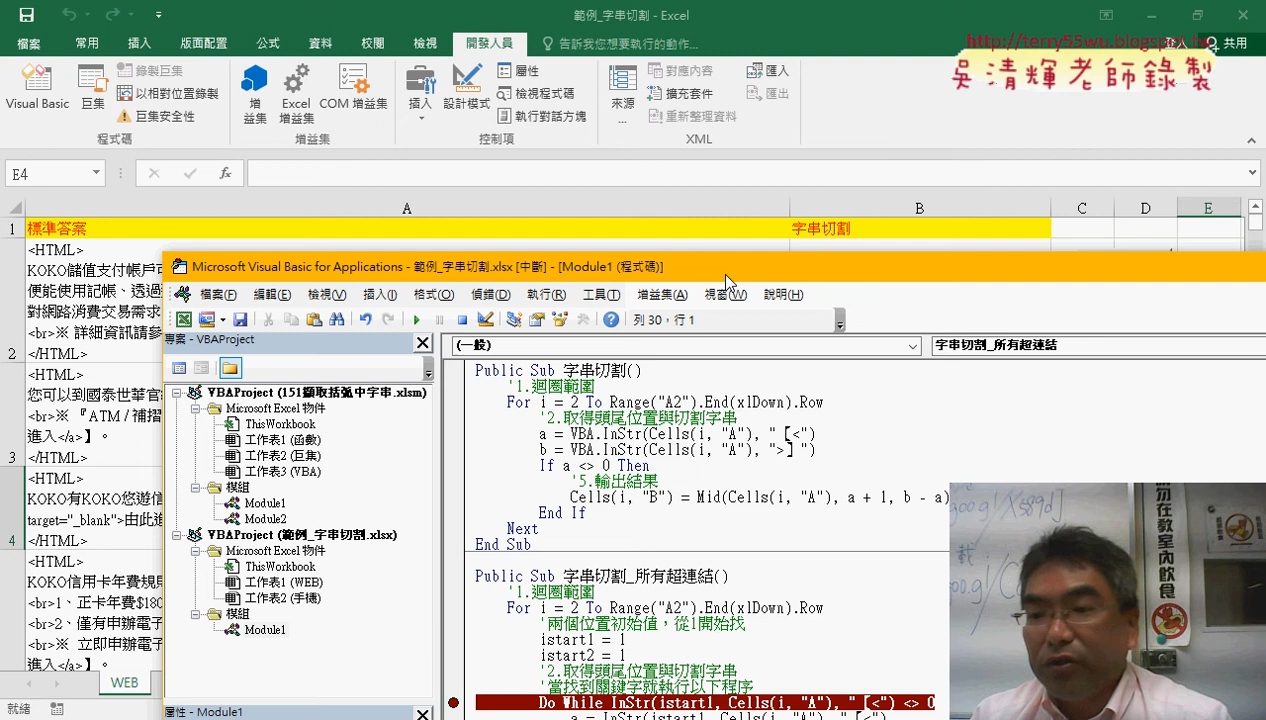 範例_字串切割 - Excel
http://terry55wu.blogspot.tw
吳清輝老師錄製
檔案 常用 插入 版面配置 公式 資料 校閱 檢視 開發人員 告訴我您想要執行的動作... 共用
Visual Basic 巨集 錄製巨集 以相對位置錄製 巨集安全性 程式碼
增益集 Excel 增益集 COM 增益集 增益集
插入 設計模式 屬性 檢視程式碼 執行對話方塊 控制項
來源... 對應內容 擴充套件 重新整理資料 匯入 匯出 XML
E4 fx
A B C D E
1 標準答案 字串切割
<HTML>
KOKO儲值支付帳戶
便能使用記帳、透過
對網路消費交易需求
<br>※ 詳細資訊請參
2 </HTML>
<HTML>
您可以到國泰世華官
<br>※『ATM / 補摺
進入</a>】。
3 </HTML>
<HTML>
KOKO有KOKO您遊信
target="_blank">由此進
4 </HTML>
<HTML>
KOKO信用卡年費規
<br>1、正卡年費$180
<br>2、僅有申辦電子
<br>※ 立即申辦電子
進入</a>】。
WEB
就緒
Microsoft Visual Basic for Applications - 範例_字串切割.xlsx [中斷] - [Module1 (程式碼)]
檔案(F) 編輯(E) 檢視(V) 插入(I) 格式(O) 偵錯(D) 執行(R) 工具(T) 增益集(A) 視窗(W) 說明(H)
列 30，行 1
專案 - VBAProject
VBAProject (151擷取括弧中字串.xlsm)
Microsoft Excel 物件
ThisWorkbook
工作表1 (函數)
工作表2 (巨集)
工作表3 (VBA)
模組
Module1
Module2
VBAProject (範例_字串切割.xlsx)
Microsoft Excel 物件
ThisWorkbook
工作表1 (WEB)
工作表2 (手機)
模組
Module1
屬性 - Module1
(一般) 字串切割_所有超連結
Public Sub 字串切割()
'1.迴圈範圍
For i = 2 To Range("A2").End(xlDown).Row
'2.取得頭尾位置與切割字串
a = VBA.InStr(Cells(i, "A"), "【<")
b = VBA.InStr(Cells(i, "A"), ">】")
If a <> 0 Then
'5.輸出結果
Cells(i, "B") = Mid(Cells(i, "A"), a + 1, b - a)
End If
Next
End Sub
Public Sub 字串切割_所有超連結()
'1.迴圈範圍
For i = 2 To Range("A2").End(xlDown).Row
'兩個位置初始值，從1開始找
istart1 = 1
istart2 = 1
'2.取得頭尾位置與切割字串
'當找到關鍵字就執行以下程序
Do While InStr(istart1, Cells(i, "A"), "【<") <> 0
a = InStr(istart1, Cells(i, "A"), "【<")
勿在教室內飲食